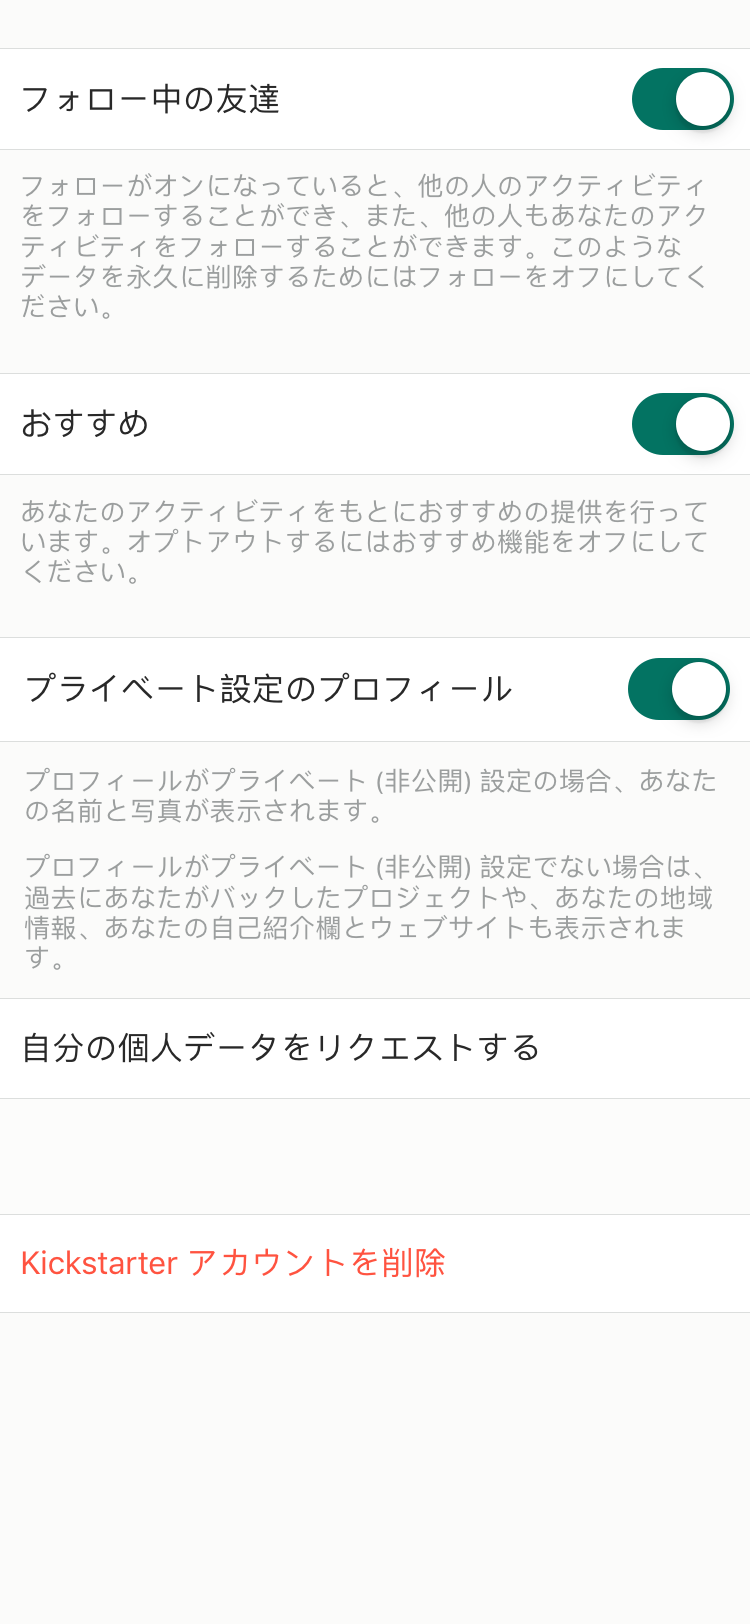 フォロー中の友達
フォローがオンになっていると、他の人のアクティビティ
をフォローすることができ、また、他の人もあなたのアク
ティビティをフォローすることができます。このような
データを永久に削除するためにはフォローをオフにしてく
ださい。
おすすめ
あなたのアクティビティをもとにおすすめの提供を行って
います。オプトアウトするにはおすすめ機能をオフにして
ください。
プライベート設定のプロフィール
プロフィールがプライベート (非公開) 設定の場合、あなた
の名前と写真が表示されます。
プロフィールがプライベート (非公開) 設定でない場合は、
過去にあなたがバックしたプロジェクトや、あなたの地域
情報、あなたの自己紹介欄とウェブサイトも表示されま
す。
自分の個人データをリクエストする
Kickstarter アカウントを削除